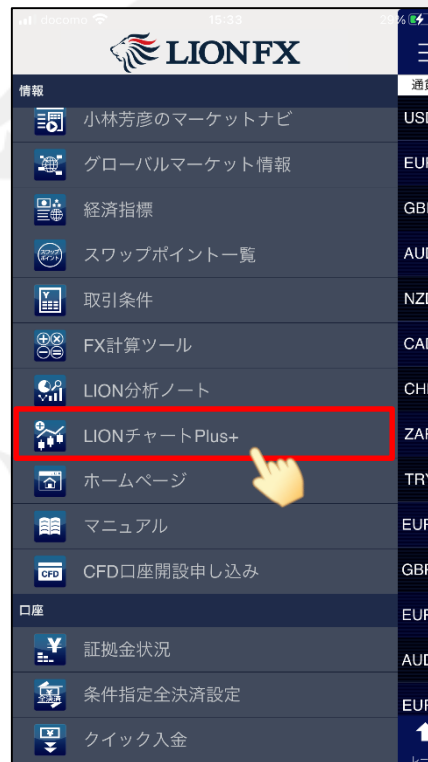 docomo 15:33
LION FX
情報
小林芳彦のマーケットナビ
グローバルマーケット情報
経済指標
スワップポイント一覧
取引条件
FX計算ツール
LION分析ノート
LIONチャートPlus+
ホームページ
マニュアル
CFD
CFD口座開設申し込み
口座
証拠金状況
条件指定全決済設定
クイック入金
USD
EUR
GBP
AUD
NZD
CAD
CHF
ZAR
TRY
EUR
GBP
EUR
AUD
EUR